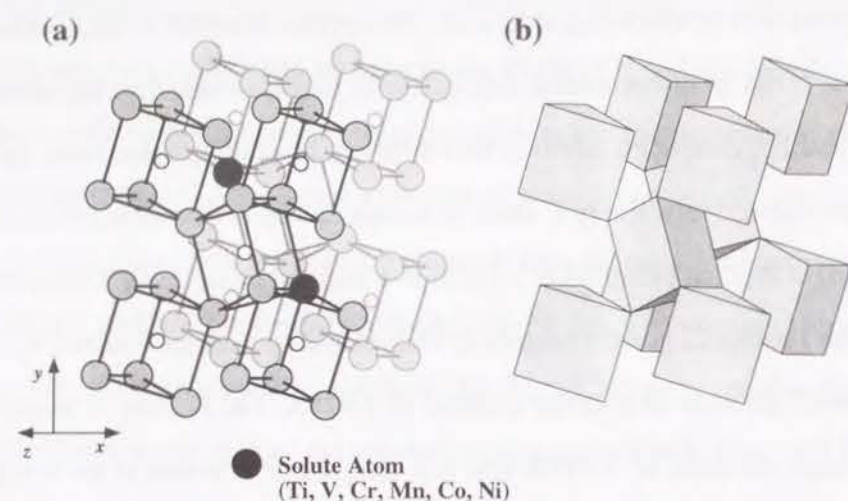 (a)
(b)
y
z
x
Solute Atom
(Ti, V, Cr, Mn, Co, Ni)